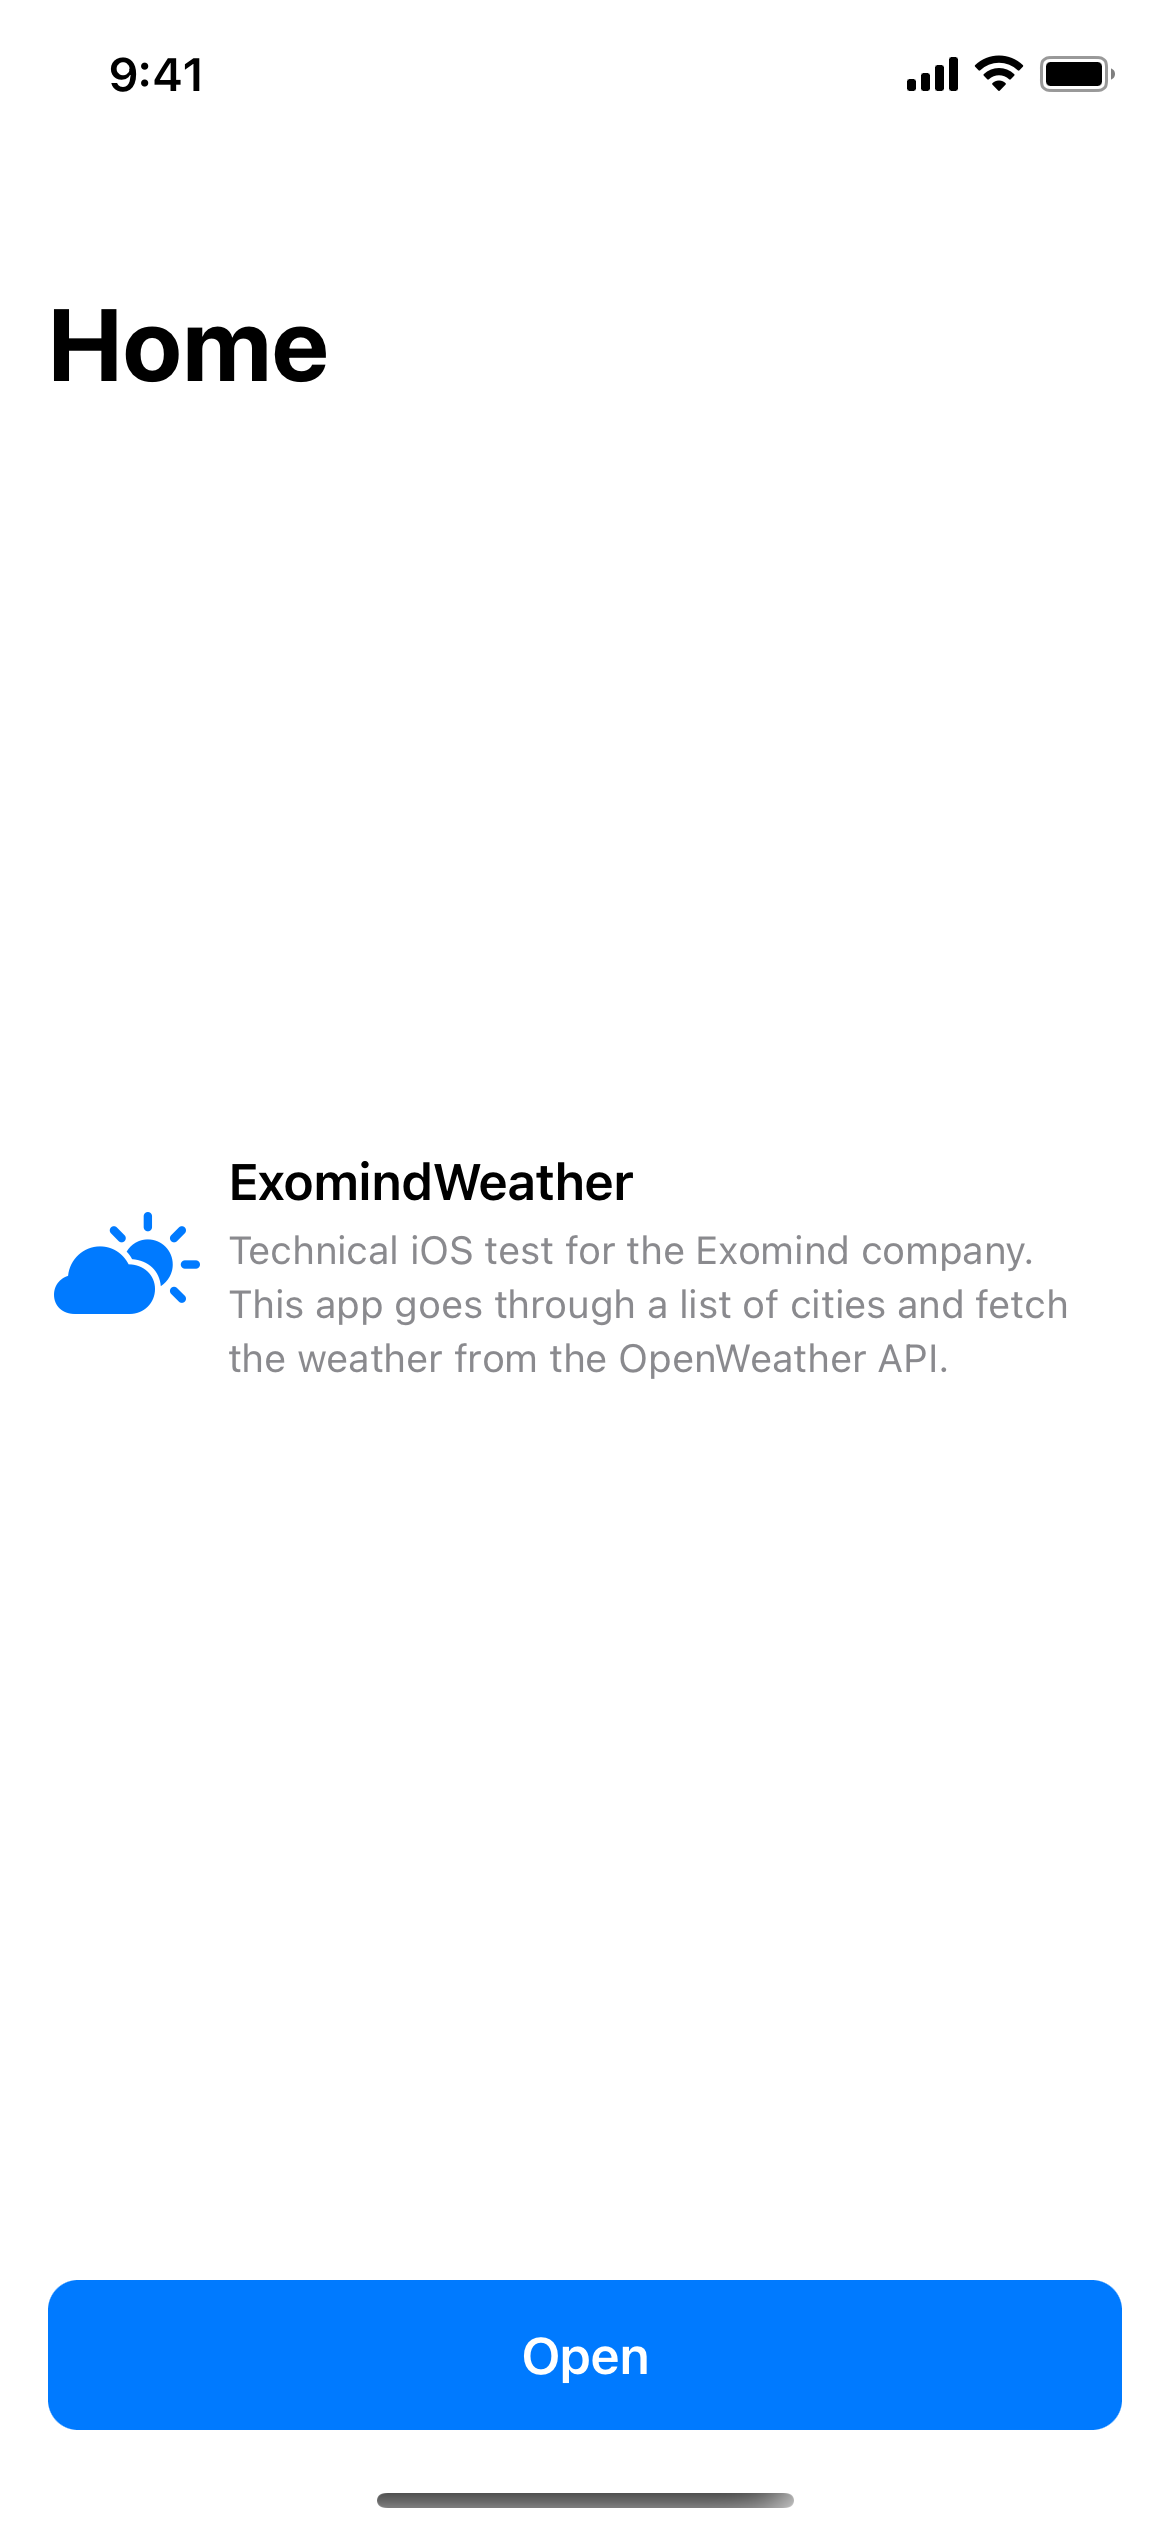 9:41
Home
ExomindWeather
Technical iOS test for the Exomind company.
This app goes through a list of cities and fetch
the weather from the OpenWeather API.
Open